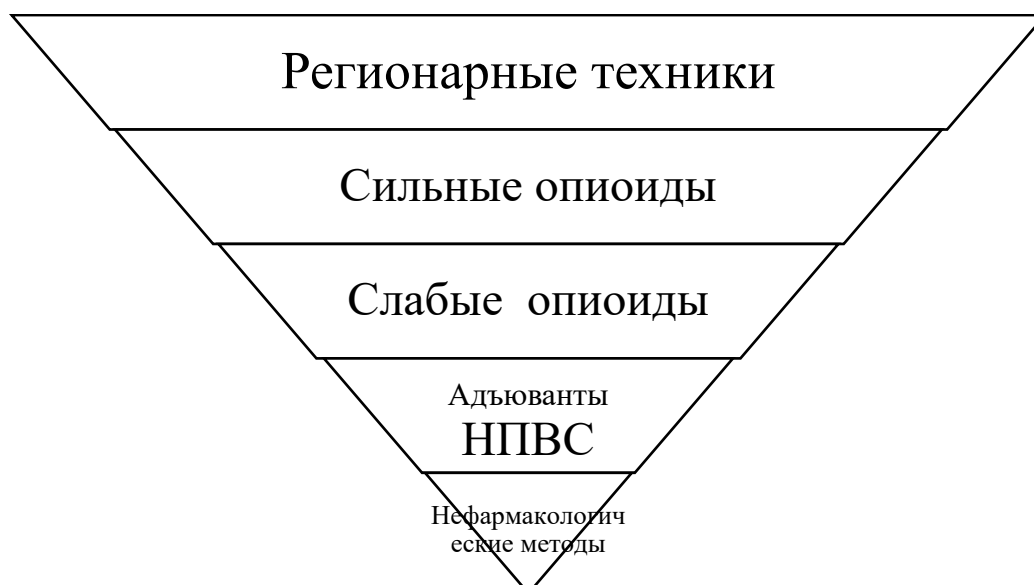 Регионарные техники
Сильные опиоиды
Слабые опиоиды
Адъюванты
НПВС
Нефармакологич
еские методы